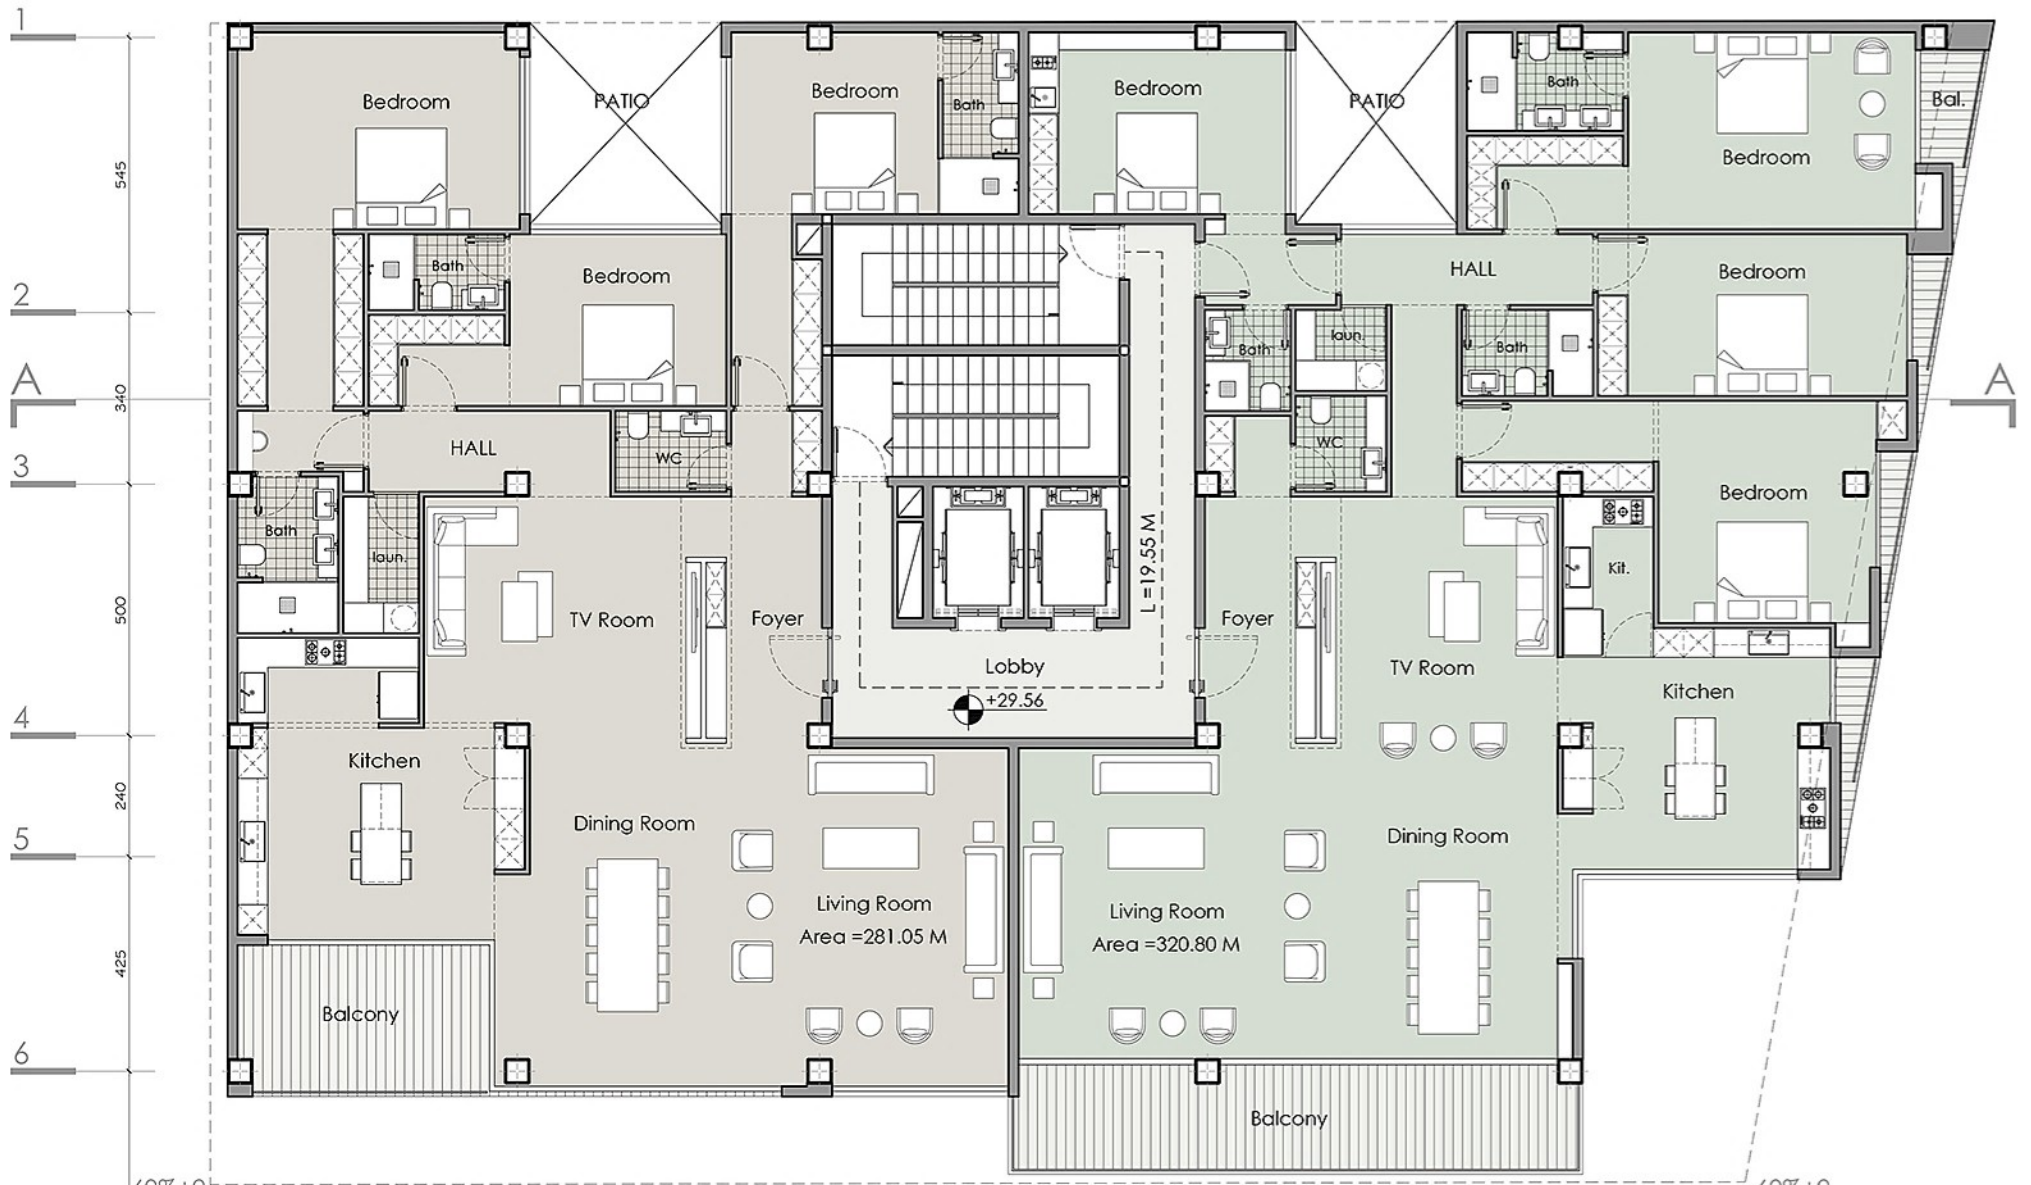 1
545
2
A
340
3
500
4
240
5
425
6
Bedroom
PATIO
Bedroom
Bath
Bedroom
PATIO
Bath
Bedroom
Bal.
Bath
Bedroom
HALL
Bedroom
Bath
laun.
Bath
A
HALL
WC
WC
Bedroom
Bath
laun.
Kit.
TV Room
Foyer
L=19.55 M
Foyer
Lobby
+29.56
TV Room
Kitchen
Kitchen
Dining Room
Dining Room
Living Room
Area =281.05 M
Living Room
Area =320.80 M
Balcony
Balcony